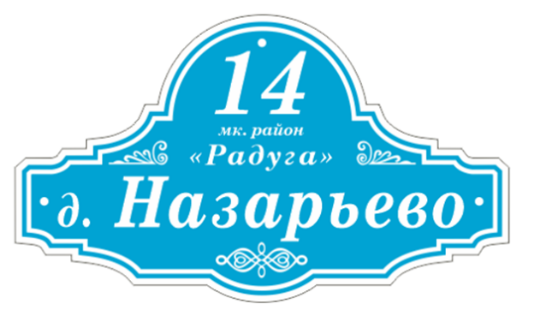 14
мк. район
«Радуга»
д. Назарьево